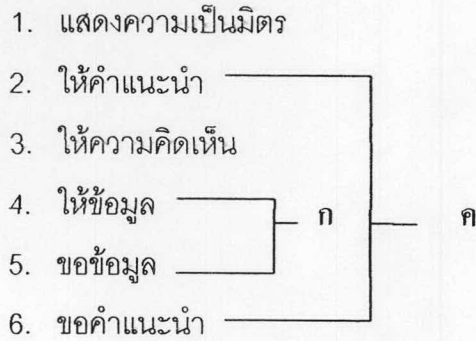 1. แสดงความเป็นมิตร
2. ให้คำแนะนำ
3. ให้ความคิดเห็น
4. ให้ข้อมูล
ก ค
5. ขอข้อมูล
6. ขอคำแนะนำ